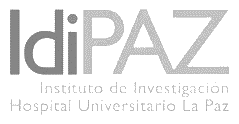 IdiPAZ
Instituto de Investigación
Hospital Universitario La Paz